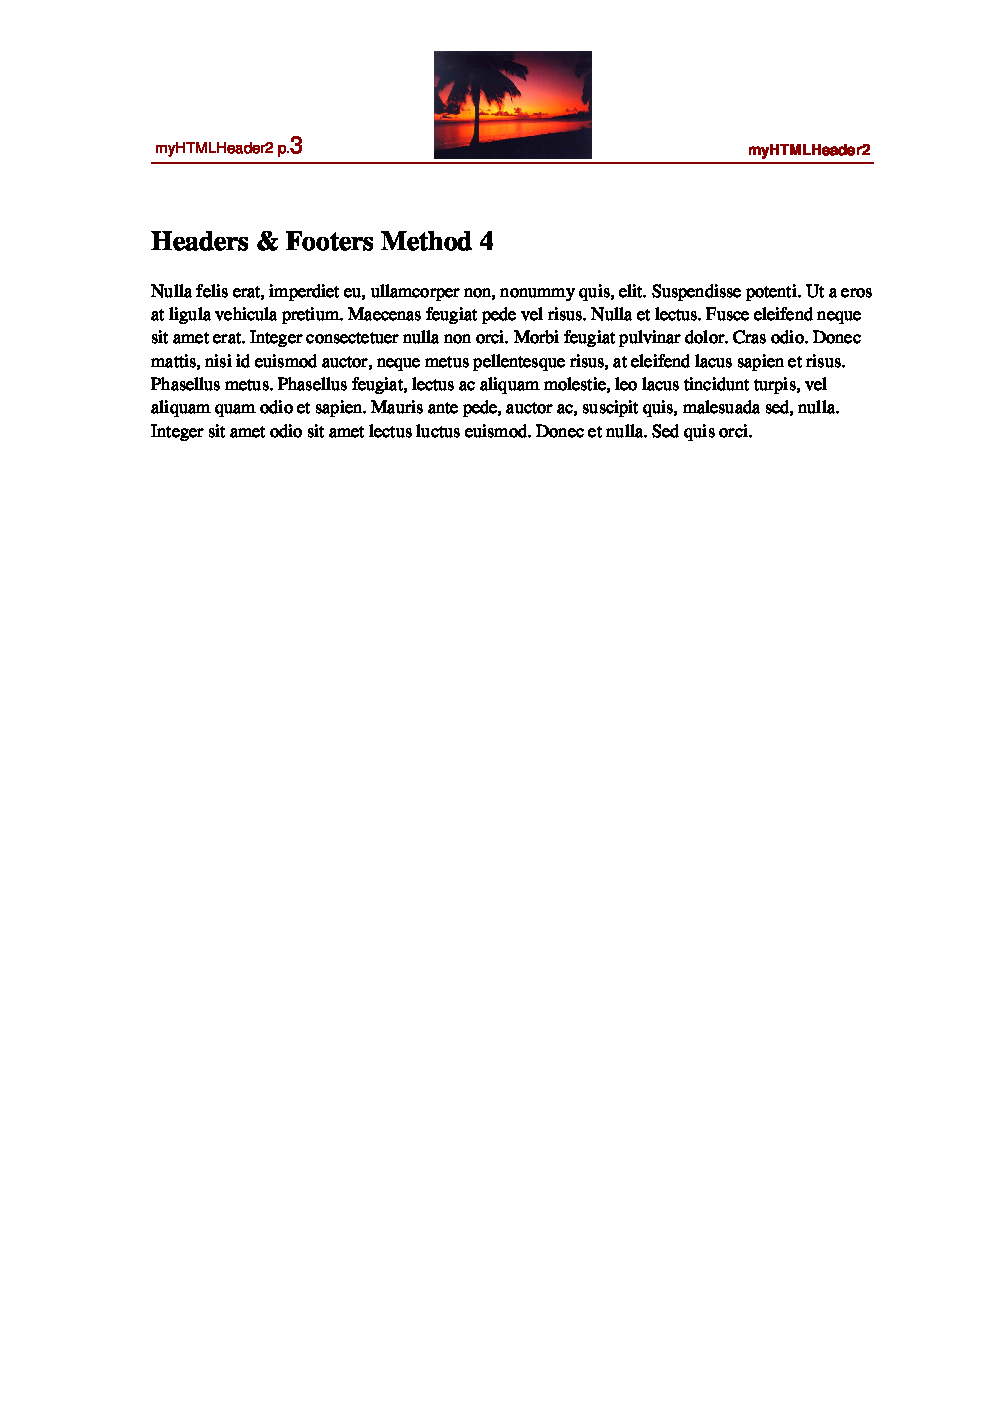 myHTMLHeader2 p.3
myHTMLHeader2
Headers & Footers Method 4
Nulla felis erat, imperdiet eu, ullamcorper non, nonummy quis, elit. Suspendisse potenti. Ut a eros
at ligula vehicula pretium. Maecenas feugiat pede vel risus. Nulla et lectus. Fusce eleifend neque
sit amet erat. Integer consectetuer nulla non orci. Morbi feugiat pulvinar dolor. Cras odio. Donec
mattis, nisi id euismod auctor, neque metus pellentesque risus, at eleifend lacus sapien et risus.
Phasellus metus. Phasellus feugiat, lectus ac aliquam molestie, leo lacus tincidunt turpis, vel
aliquam quam odio et sapien. Mauris ante pede, auctor ac, suscipit quis, malesuada sed, nulla.
Integer sit amet odio sit amet lectus luctus euismod. Donec et nulla. Sed quis orci.